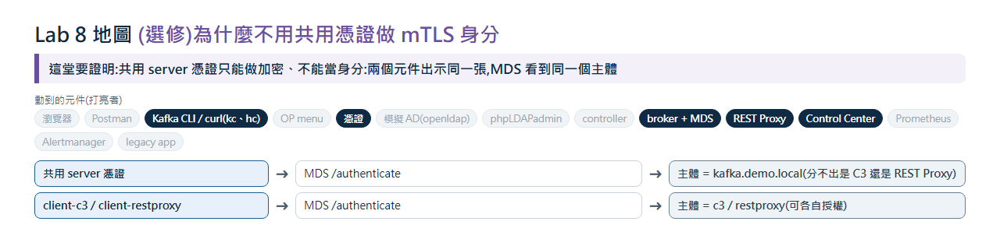 Lab 8 地圖 (選修)為什麼不用共用憑證做 mTLS 身分
這堂要證明:共用 server 憑證只能做加密、不能當身分:兩個元件出示同一張,MDS 看到同一個主體
動到的元件(打亮者)
瀏覽器 Postman Kafka CLI / curl(kc、hc) OP menu 憑證 模擬 AD(openldap) phpLDAPadmin controller broker + MDS REST Proxy Control Center Prometheus
Alertmanager legacy app
共用 server 憑證 → MDS /authenticate → 主體 = kafka.demo.local(分不出是 C3 還是 REST Proxy)
client-c3 / client-restproxy → MDS /authenticate → 主體 = c3 / restproxy(可各自授權)